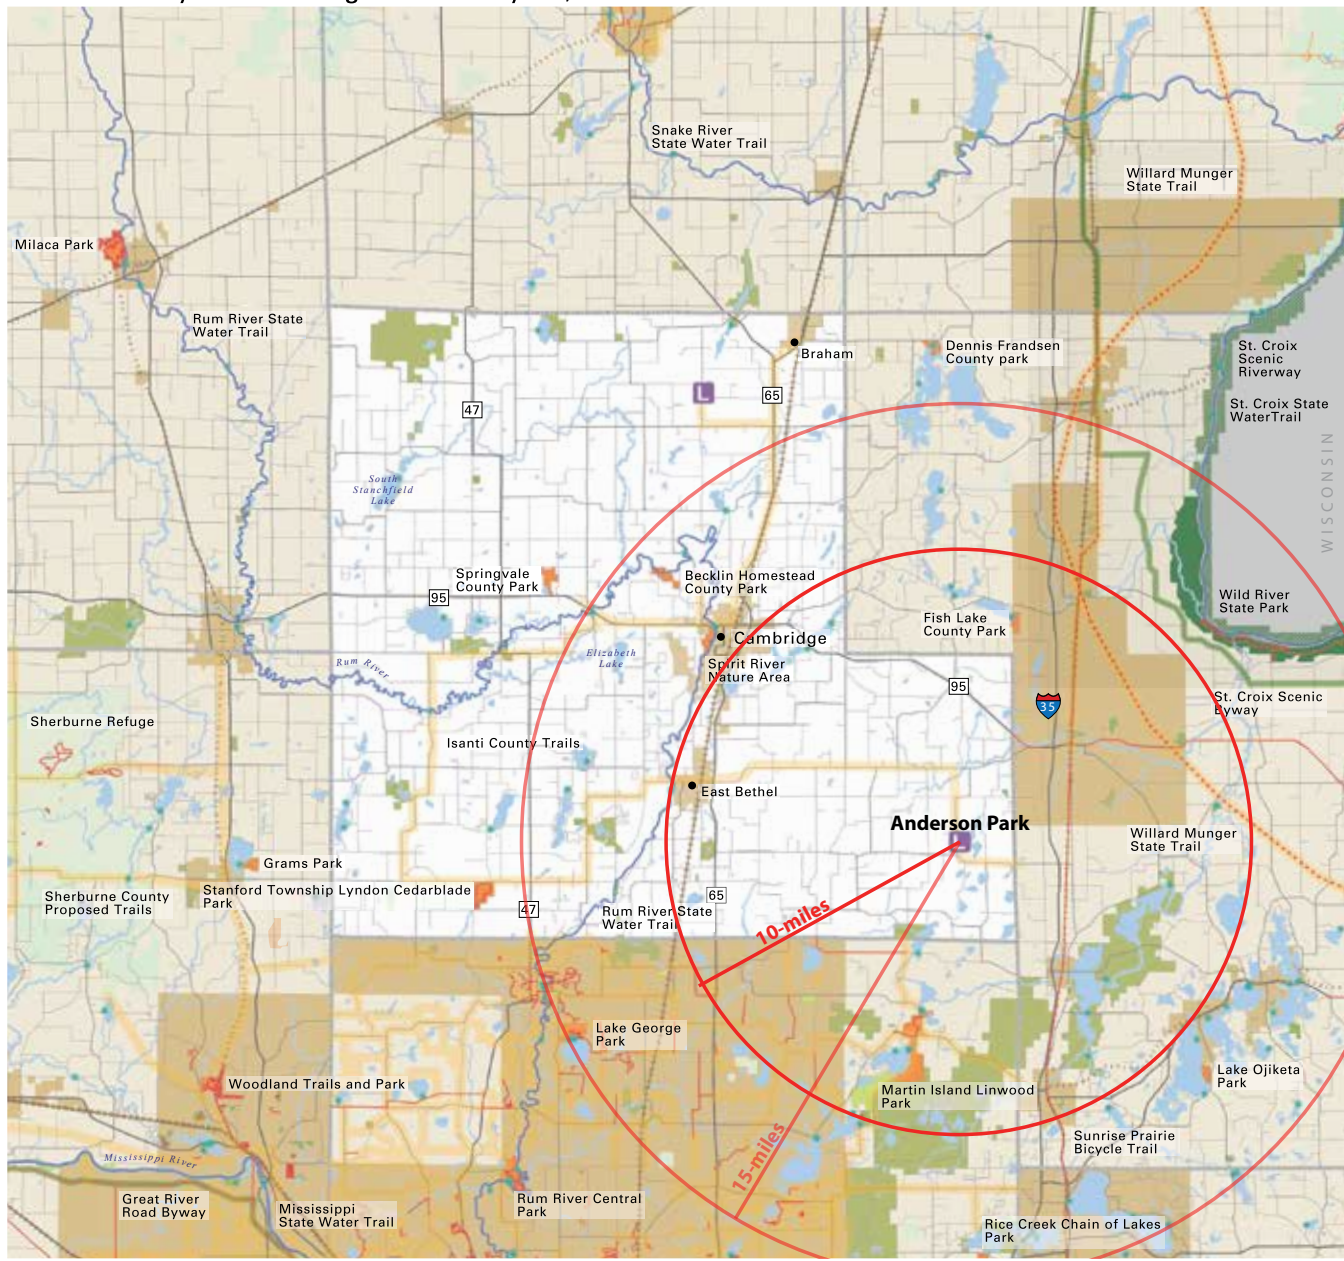 Snake River
State Water Trail
Willard Munger
State Trail
Milaca Park
Rum River State
Water Trail
Braham
Dennis Frandsen
County park
St. Croix
Scenic
Riverway
St. Croix State
WaterTrail
WISCONSIN
L
65
47
South
Stanchfield
Lake
Springvale
County Park
Becklin Homestead
County Park
95
Cambridge
Fish Lake
County Park
Wild River
State Park
Elizabeth
Lake
Rum River
Spirit River
Nature Area
95
35
St. Croix Scenic
Byway
Sherburne Refuge
Isanti County Trails
East Bethel
Anderson Park
L
Willard Munger
State Trail
Grams Park
Sherburne County
Proposed Trails
Stanford Township Lyndon Cedarblade
Park
47
65
Rum River State
Water Trail
10-miles
Lake George
Park
Woodland Trails and Park
Martin Island Linwood
Park
Lake Ojiketa
Park
15-miles
Sunrise Prairie
Bicycle Trail
Mississippi River
Great River
Road Byway
Mississippi
State Water Trail
Rum River Central
Park
Rice Creek Chain of Lakes
Park